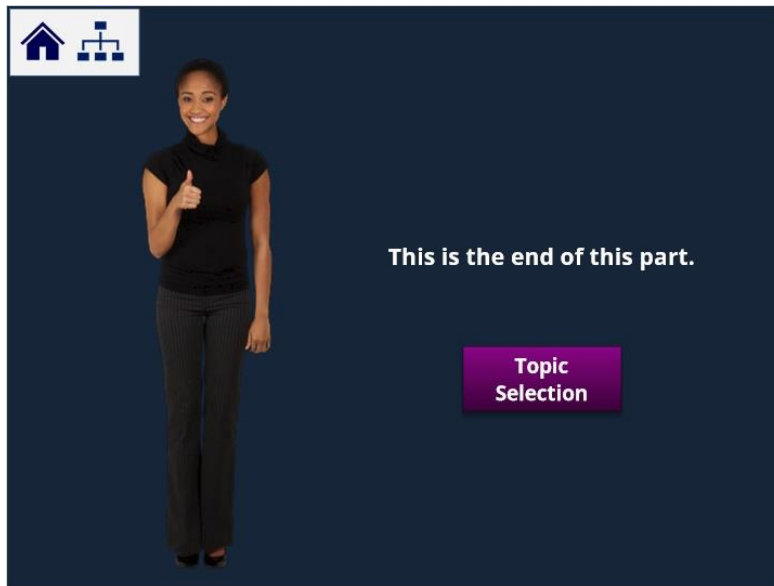 This is the end of this part.
Topic
Selection